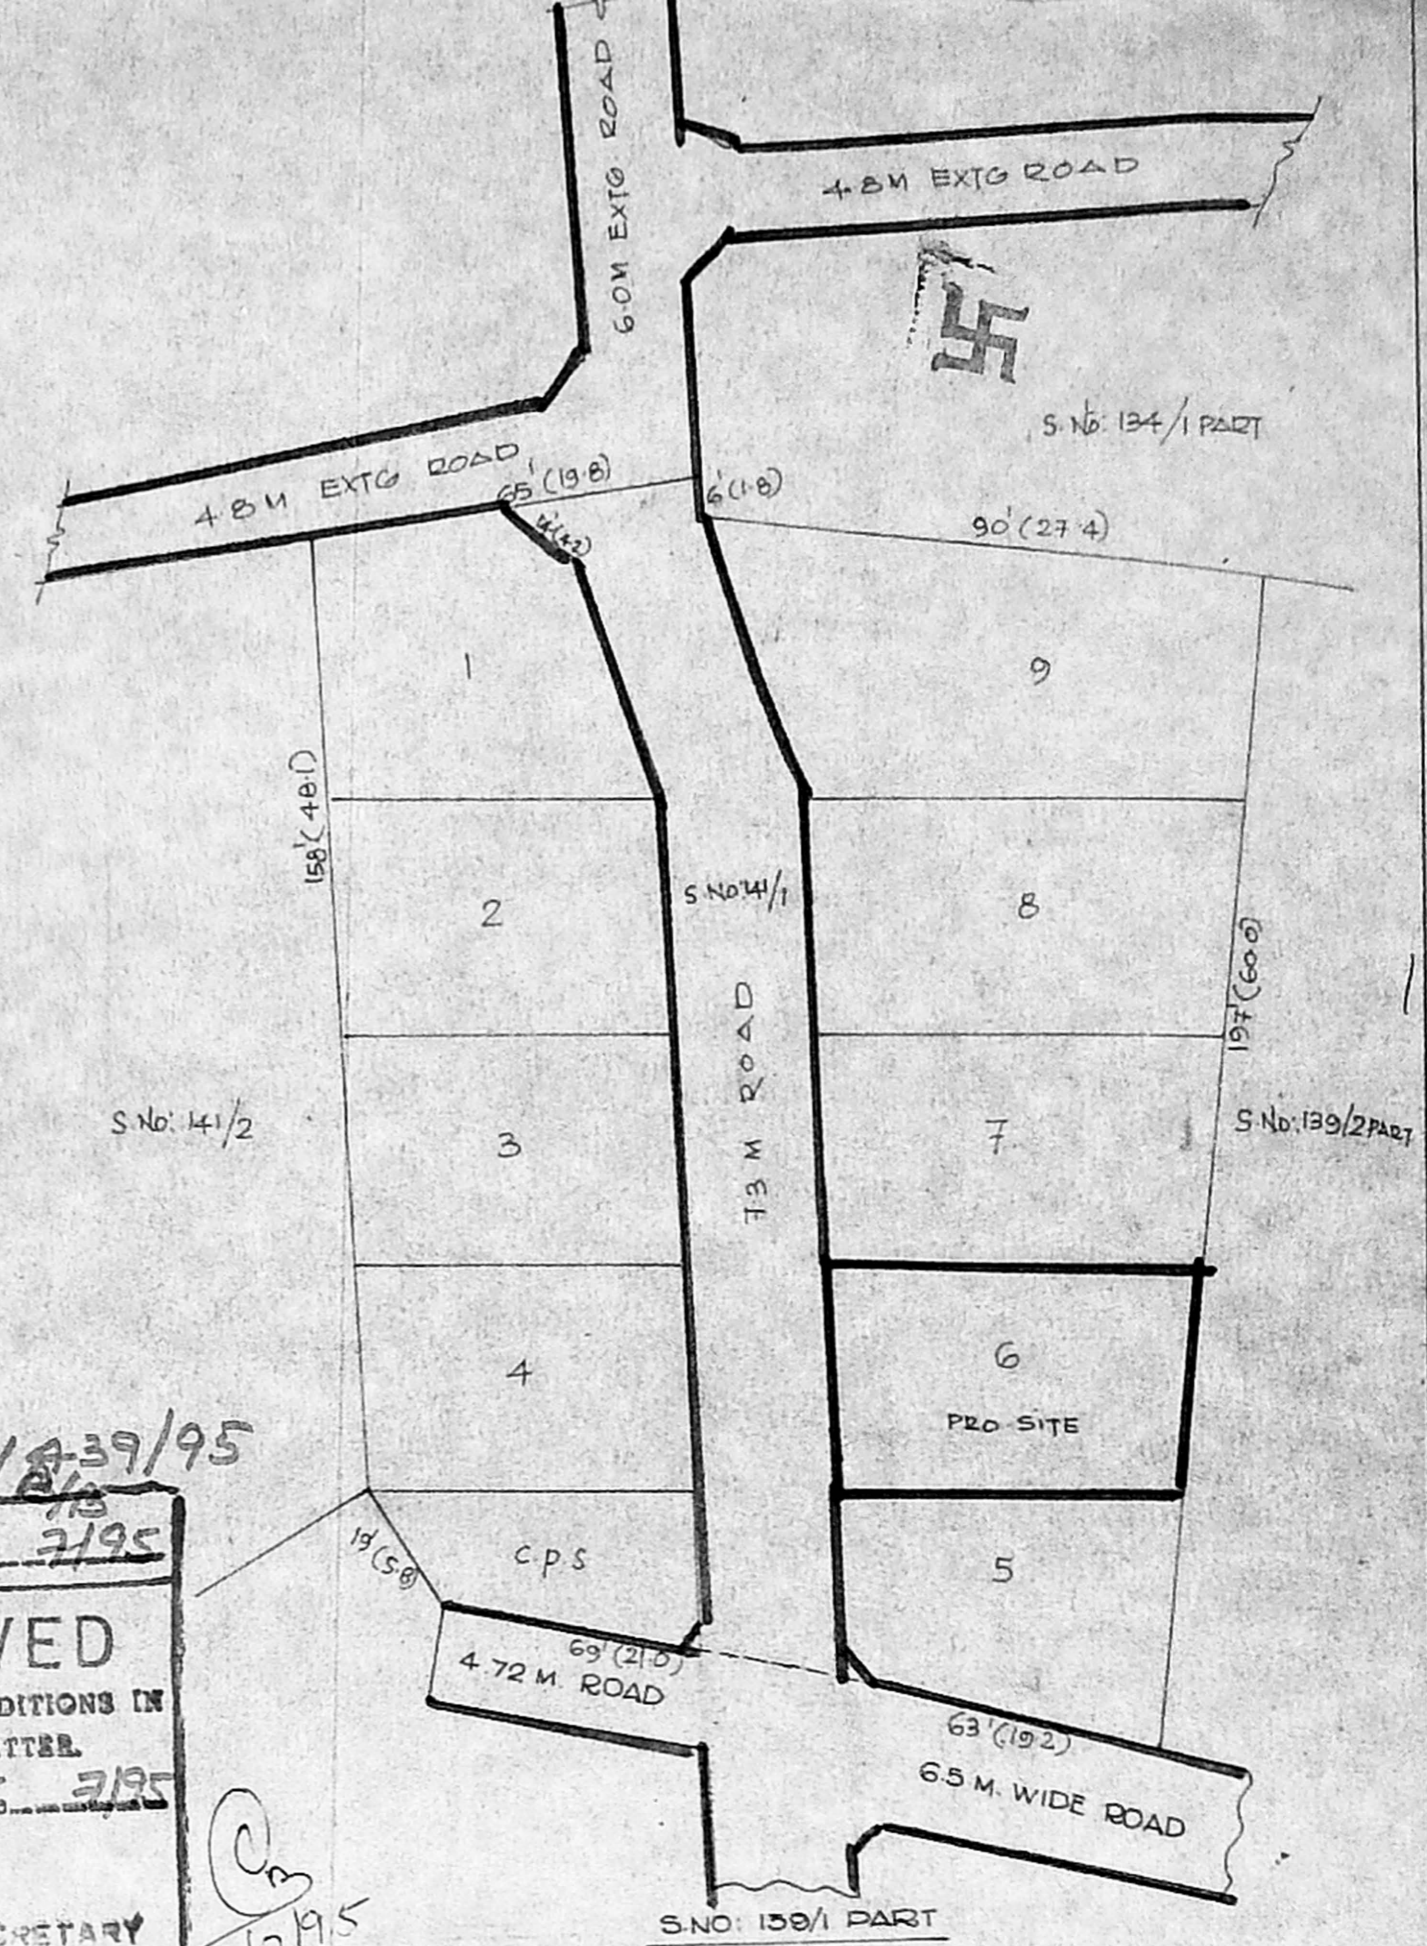 6.0M EXTG ROAD
4.8M EXTG ROAD
S.No: 134/1 PART
4.8M EXTG ROAD
65' (19.8)
6' (1.8)
90' (27.4)
(4.2)
1
9
158' (48.1)
2
S.No: 141/1
8
197' (60.0)
7.3 M ROAD
S.No: 141/2
3
7
S.No: 139/2 PART
4
6
PRO SITE
39/95
7/95
19' (5.8)
C.P.S
5
VED
DITIONS IN
TTER.
7/95
69' (21.0)
4.72 M. ROAD
63' (19.2)
6.5 M. WIDE ROAD
CRETARY
95
S.NO: 139/1 PART